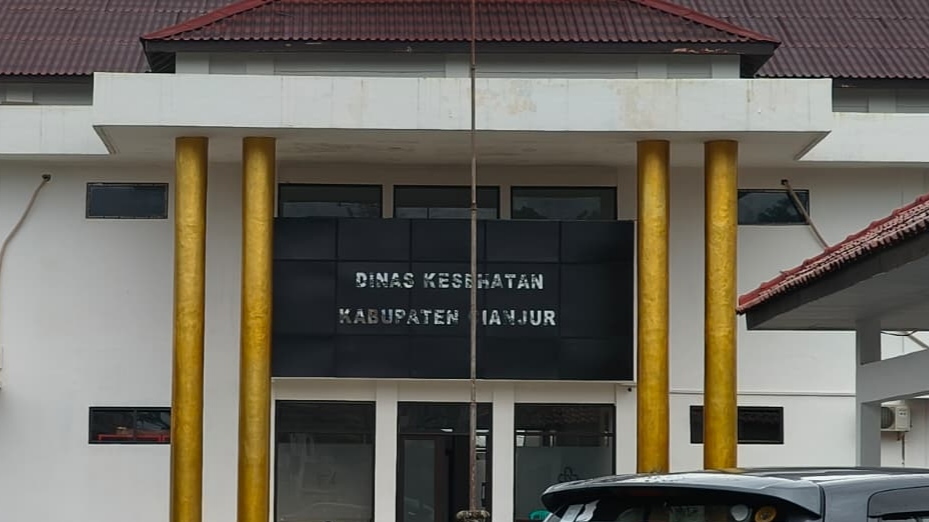 DINAS KESEHATAN
KABUPATEN CIANJUR